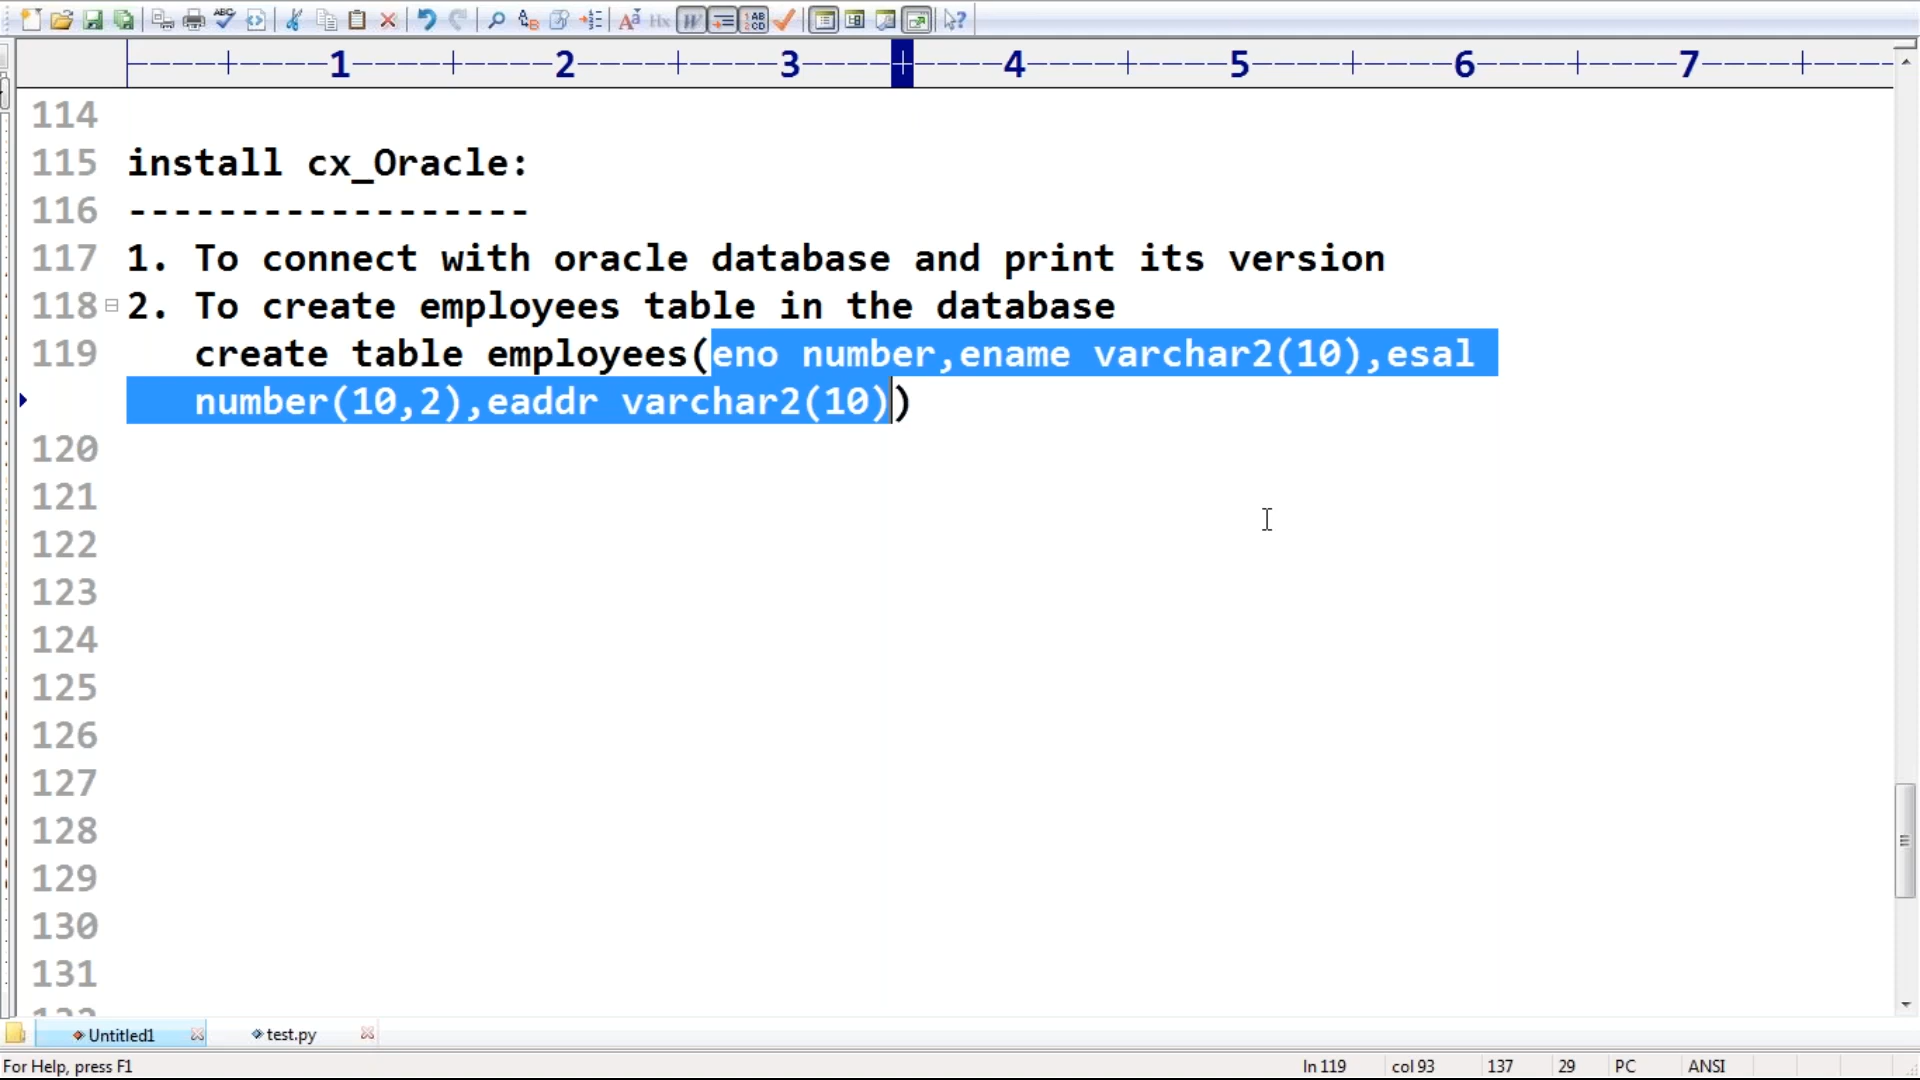 1 2 3 4 5 6 7
114
115 install cx_Oracle:
116 ------------------
117 1. To connect with oracle database and print its version
118 2. To create employees table in the database
119 create table employees(eno number,ename varchar2(10),esal
number(10,2),eaddr varchar2(10))
120
121
122
123
124
125
126
127
128
129
130
131
Untitled1 test.py
For Help, press F1 ln 119 col 93 137 29 PC ANSI